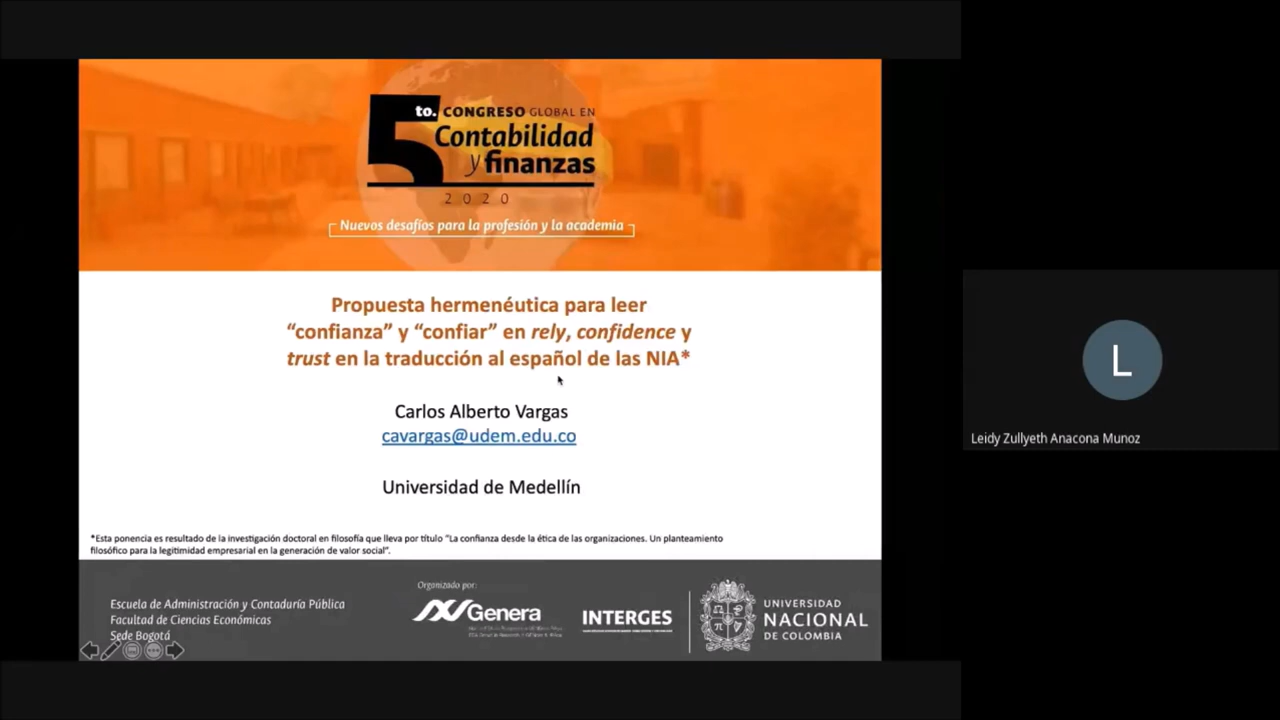 5to. CONGRESO GLOBAL EN
Contabilidad
y finanzas
2020
Nuevos desafíos para la profesión y la academia
Propuesta hermenéutica para leer
“confianza” y “confiar” en rely, confidence y
trust en la traducción al español de las NIA*
Carlos Alberto Vargas
cavargas@udem.edu.co
Universidad de Medellín
*Esta ponencia es resultado de la investigación doctoral en filosofía que lleva por título “La confianza desde la ética de las organizaciones. Un planteamiento
filosófico para la legitimidad empresarial en la generación de valor social”.
Organizado por:
Escuela de Administración y Contaduría Pública
Facultad de Ciencias Económicas
Sede Bogotá
Genera
INTERGES
UNIVERSIDAD
NACIONAL
DE COLOMBIA
L
Leidy Zullyeth Anacona Munoz